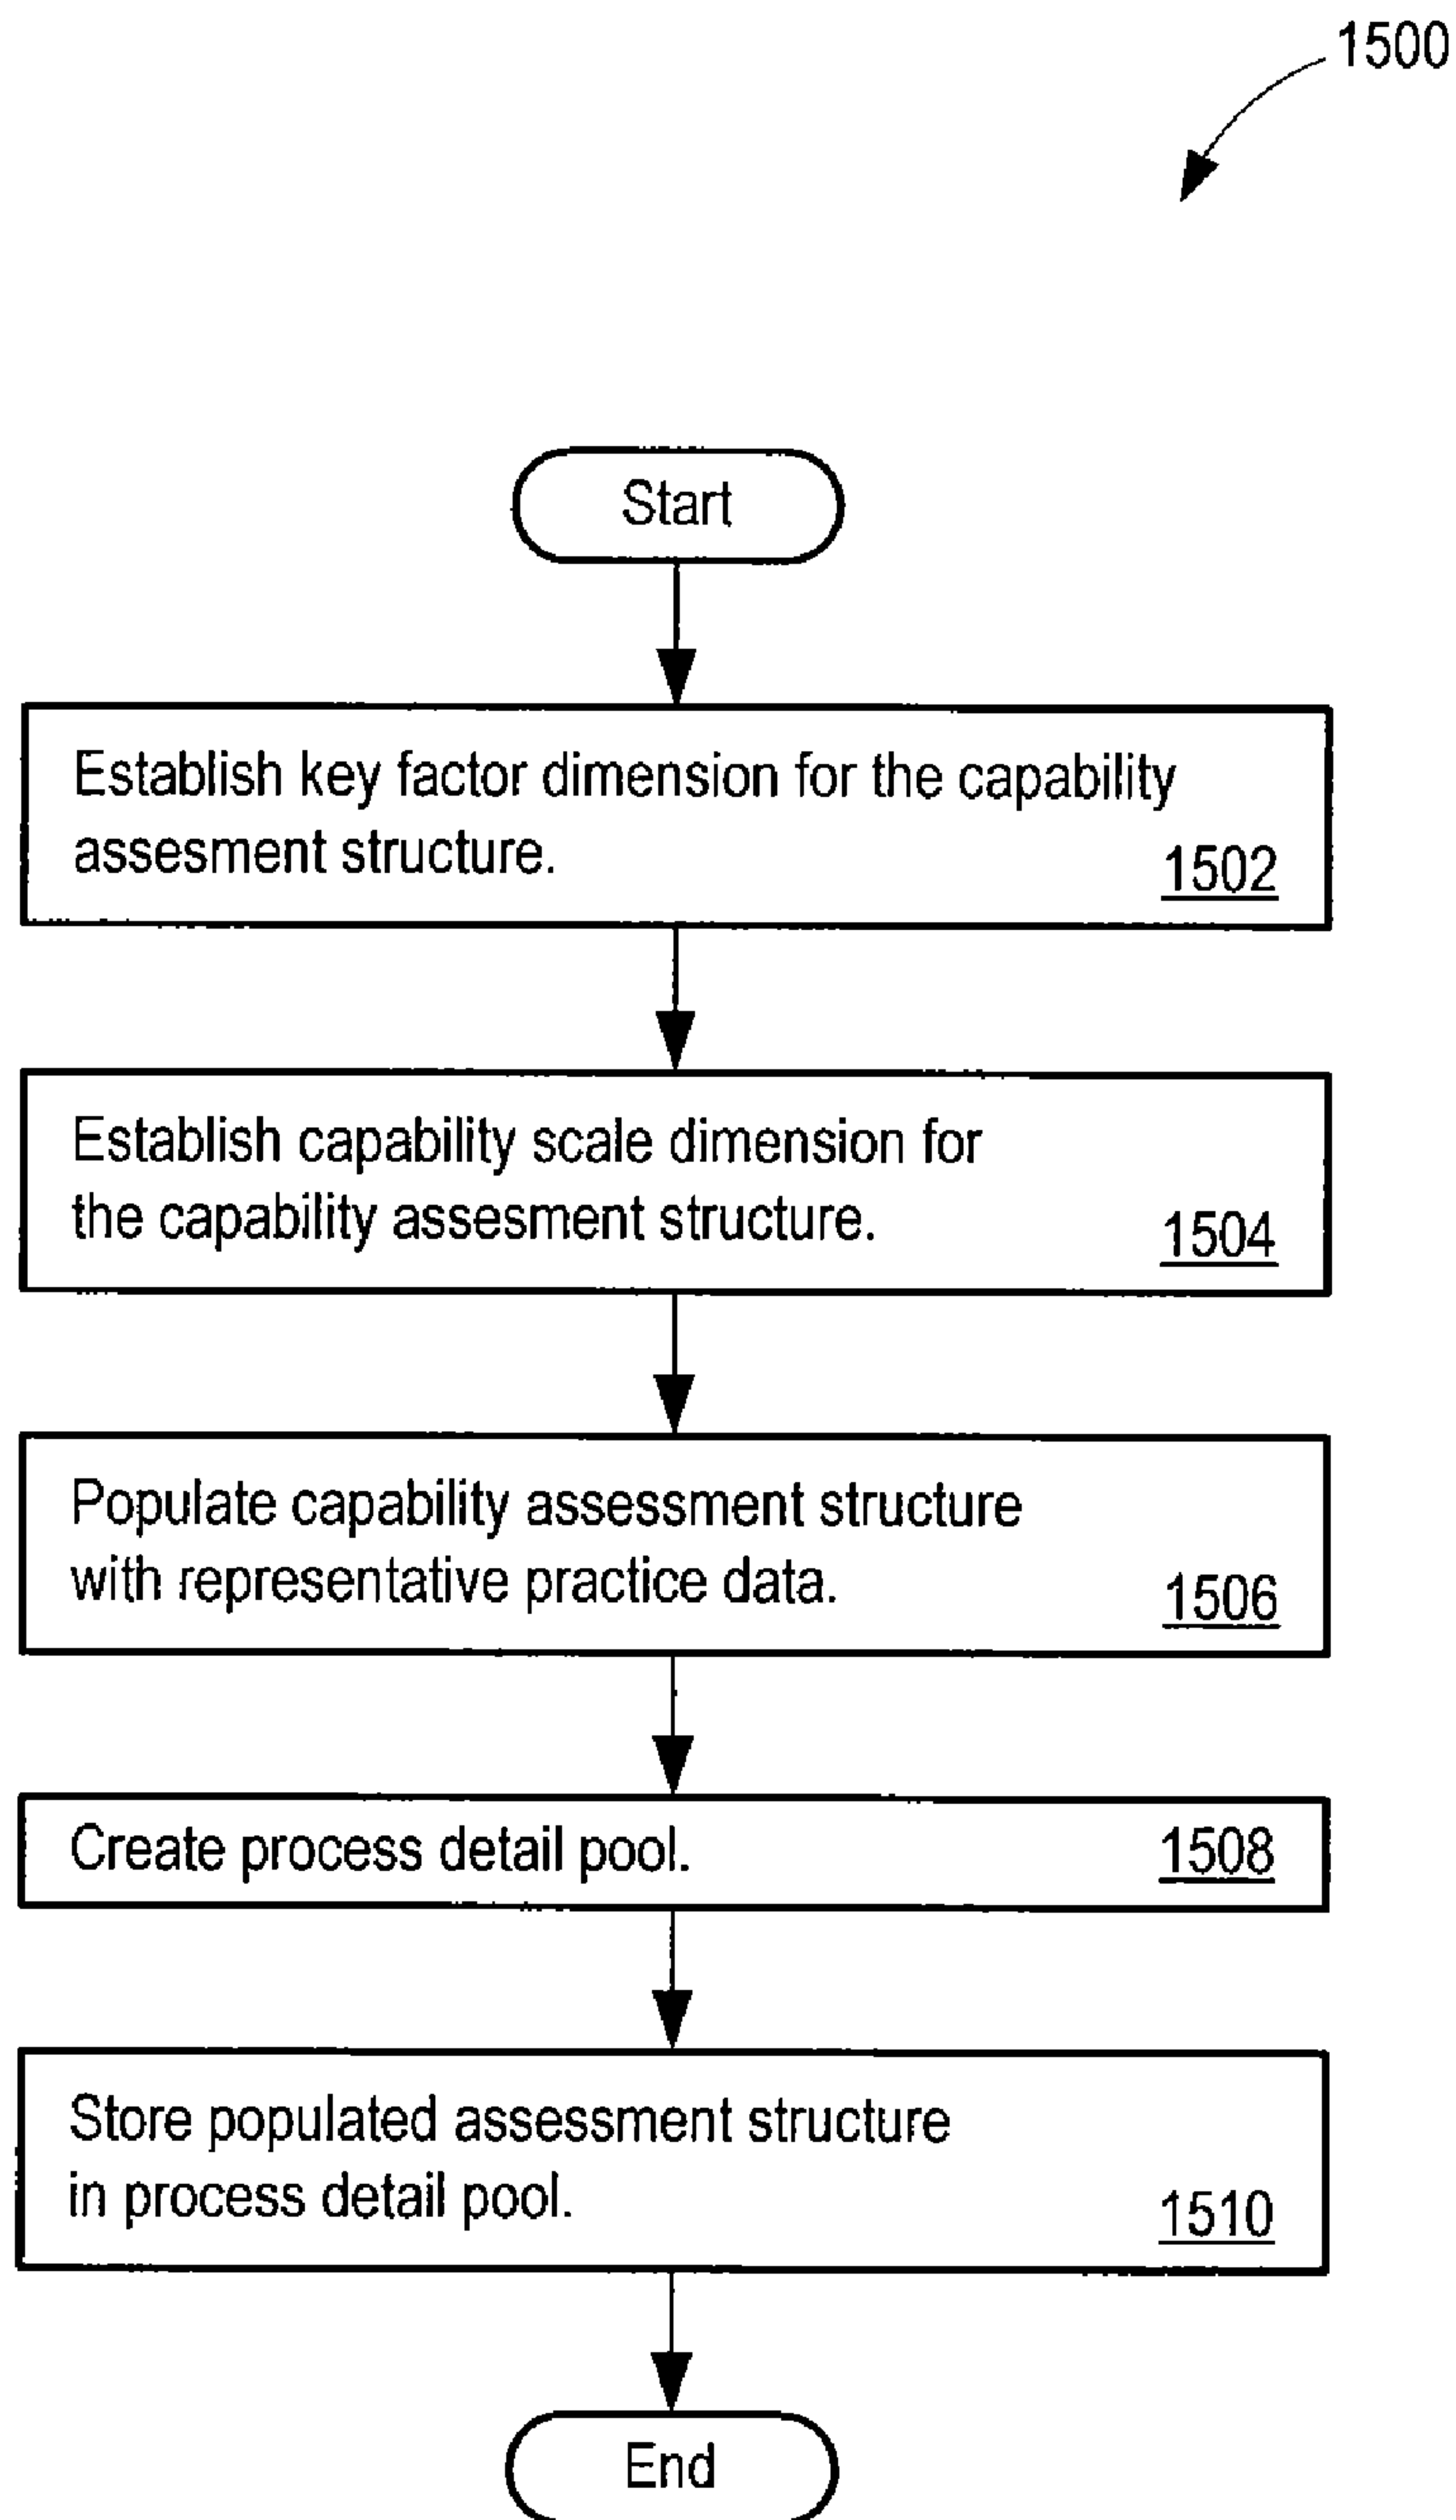 1500
Start
Establish key factor dimension for the capability
assesment structure.
1502
Establish capability scale dimension for
the capability assesment structure.
1504
Populate capability assessment structure
with representative practice data.
1506
Create process detail pool.
1508
Store populated assessment structure
in process detail pool.
1510
End